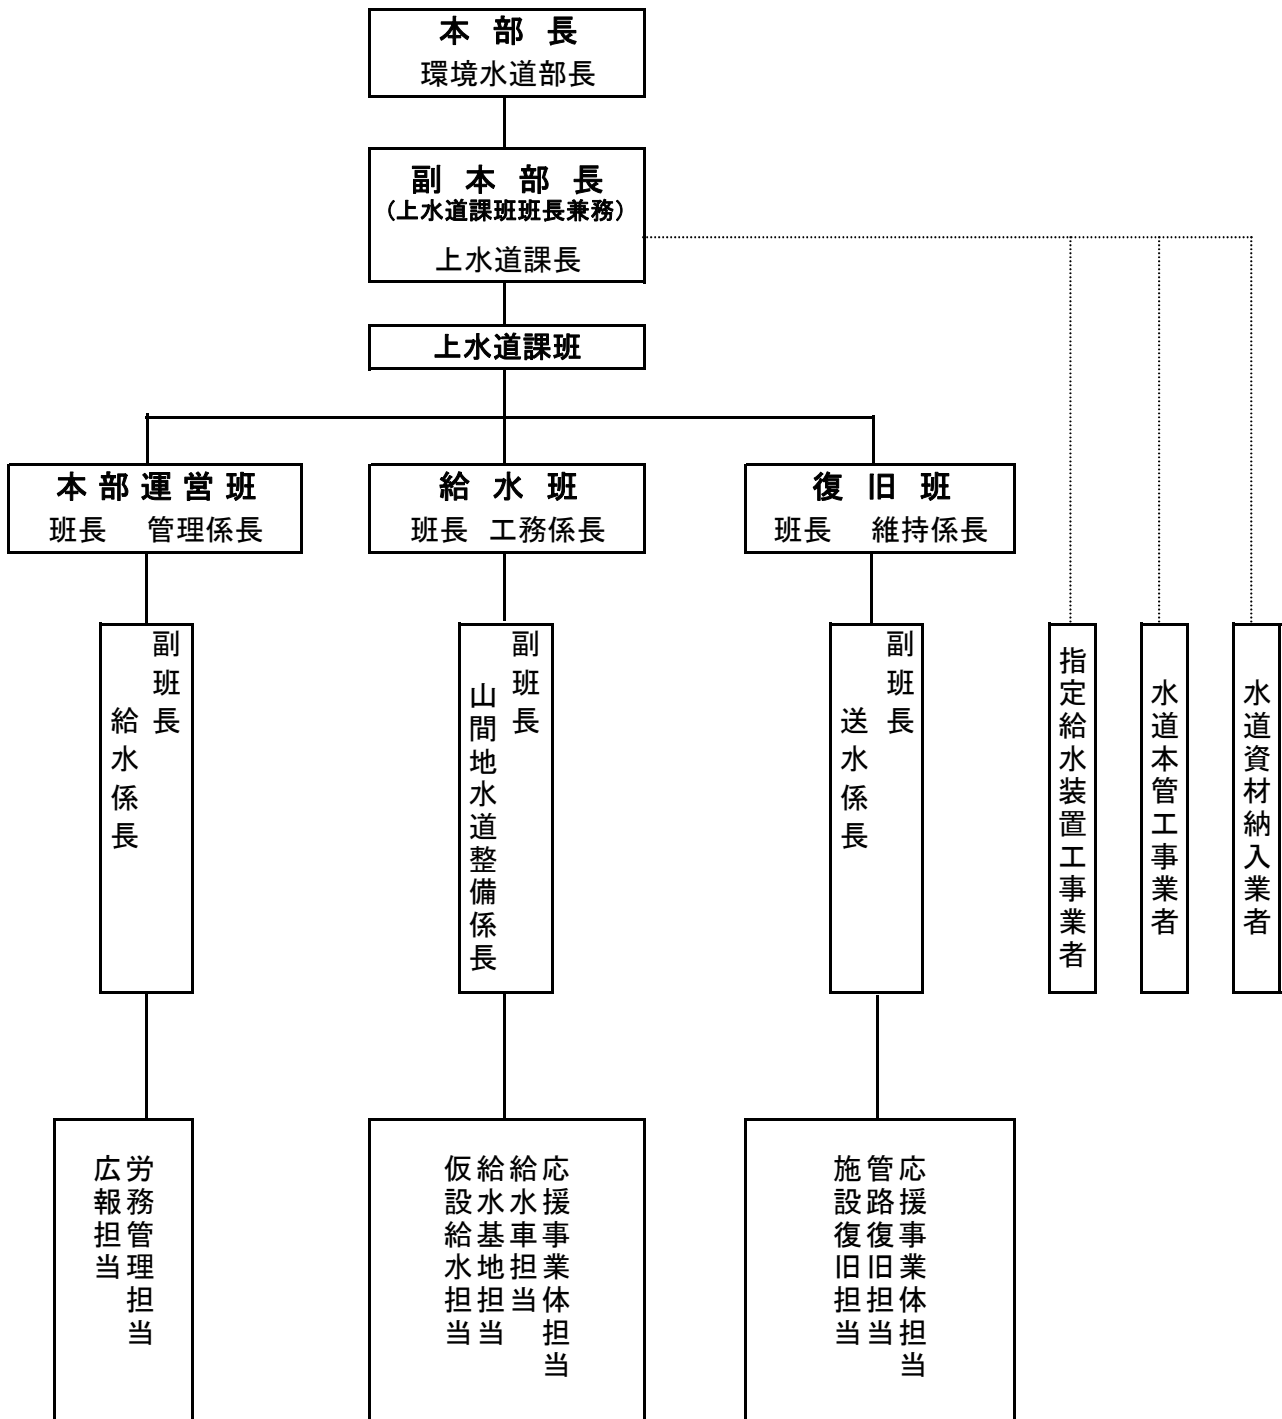 本部長
環境水道部長
副本部長
(上水道課班班長兼務)
上水道課長
上水道課班
本部運営班
班長 管理係長
給水班
班長 工務係長
復旧班
班長 維持係長
副班長
給水係長
副班長
山間地水道整備係長
副班長
送水係長
指定給水装置工事業者
水道本管工事業者
水道資材納入業者
労務管理担当
広報担当
応援事業体担当
給水車担当
給水基地担当
仮設給水担当
応援事業体担当
管路復旧担当
施設復旧担当